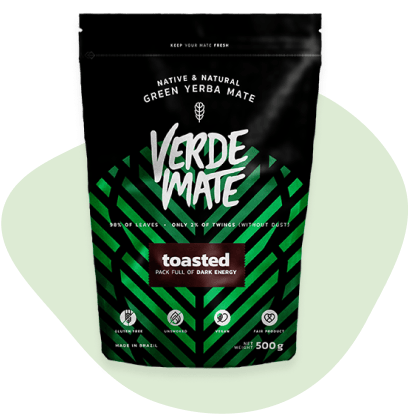 KEEP YOUR MATE FRESH
NATIVE & NATURAL
GREEN YERBA MATE
VERDE
MATE
98% OF LEAVES • ONLY 2% OF TWINGS (WITHOUT DUST)
toasted
PACK FULL OF DARK ENERGY
GLUTEN FREE
UNSMOKED
VEGAN
FAIR PRODUCT
MADE IN BRAZIL
NET WEIGHT 500g